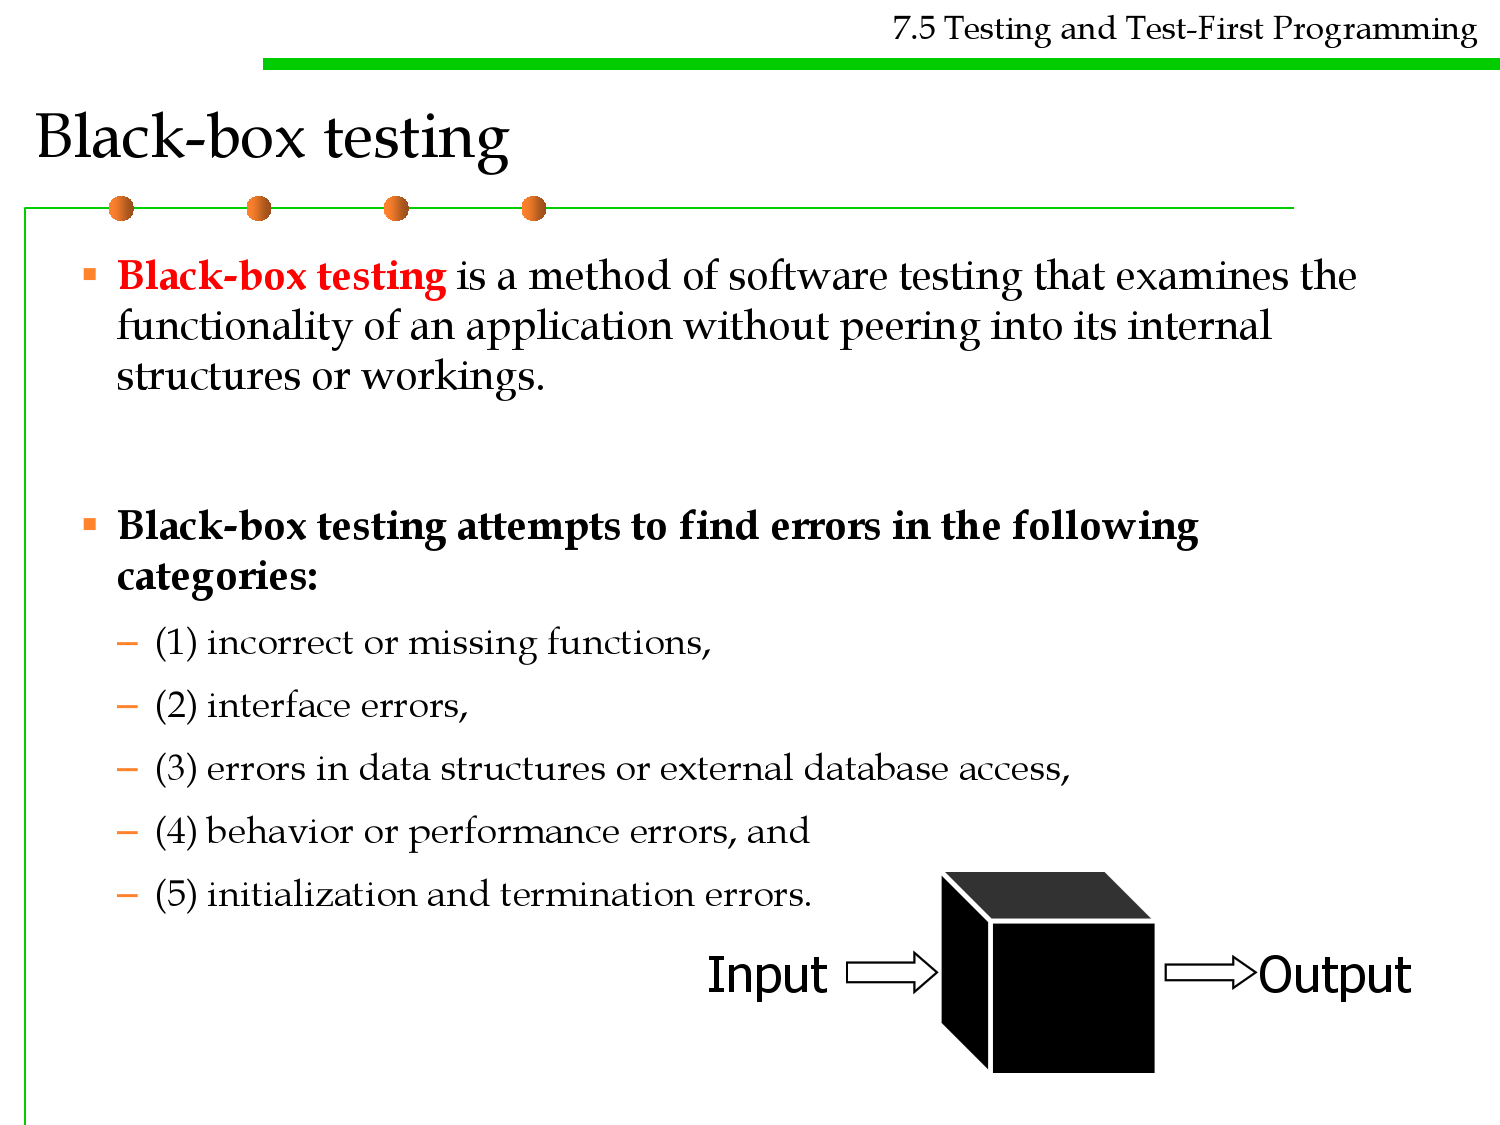 7.5 Testing and Test-First Programming
Black-box testing
▪ Black-box testing is a method of software testing that examines the
functionality of an application without peering into its internal
structures or workings.
▪ Black-box testing attempts to find errors in the following
categories:
– (1) incorrect or missing functions,
– (2) interface errors,
– (3) errors in data structures or external database access,
– (4) behavior or performance errors, and
– (5) initialization and termination errors.
Input
Output